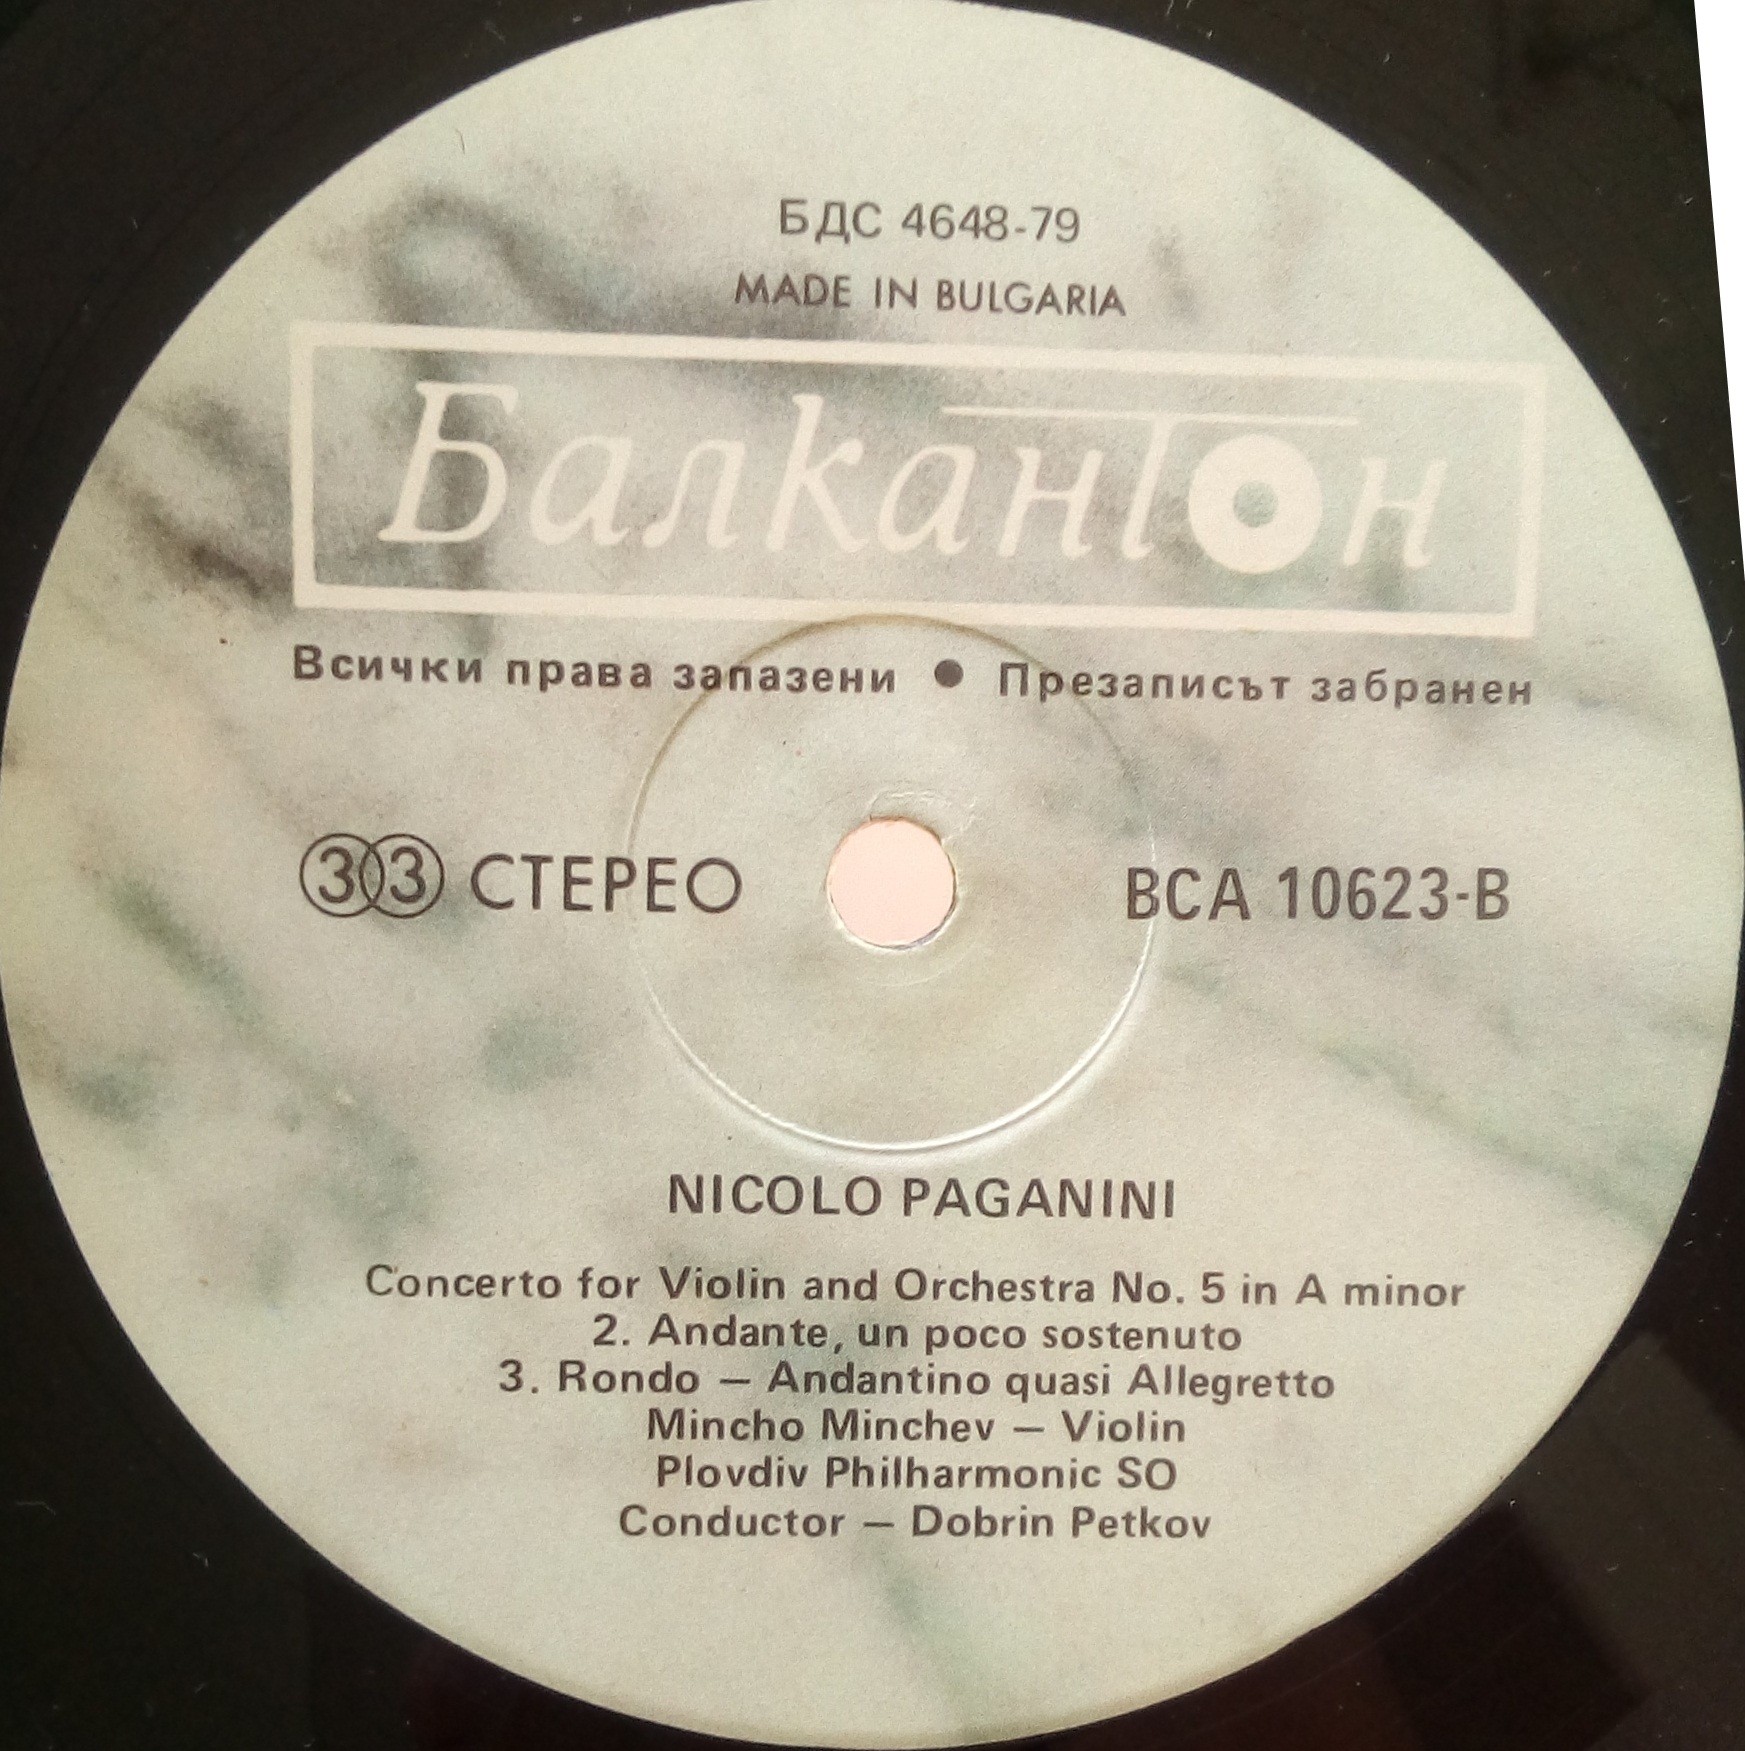 БДС 4648-79
MADE IN BULGARIA
Балкантон
Всички права запазени ● Презаписът забранен
33 СТЕРЕО BCA 10623-B
NICOLO PAGANINI
Concerto for Violin and Orchestra No. 5 in A minor
2. Andante, un poco sostenuto
3. Rondo — Andantino quasi Allegretto
Mincho Minchev — Violin
Plovdiv Philharmonic SO
Conductor — Dobrin Petkov